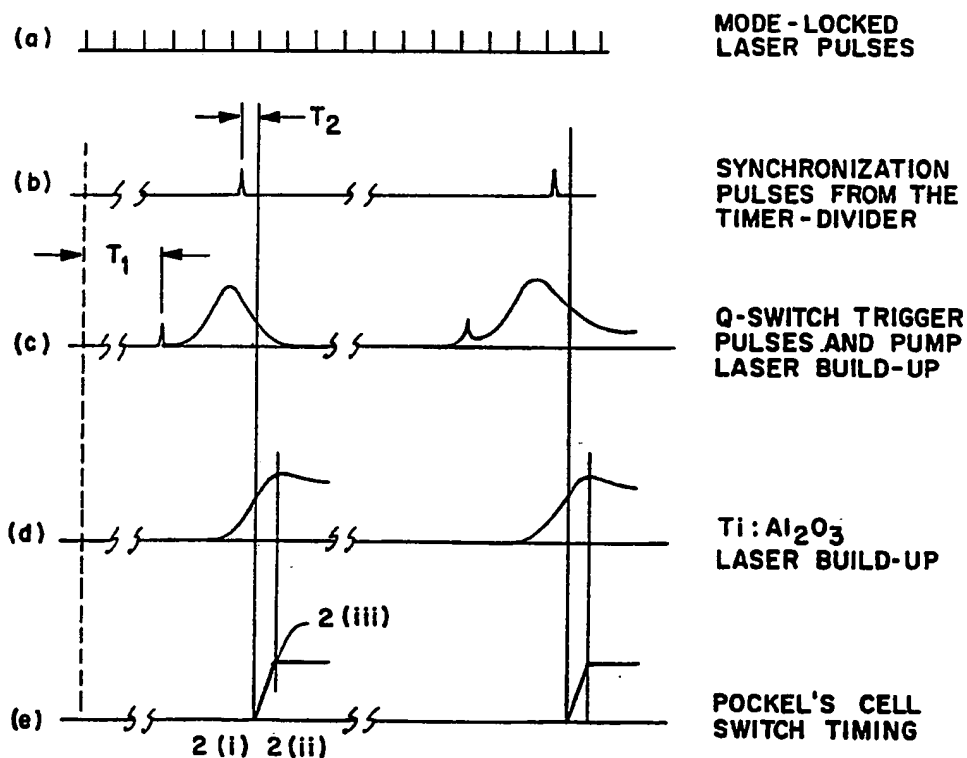 (a)
MODE-LOCKED
LASER PULSES
T2
(b)
SYNCHRONIZATION
PULSES FROM THE
TIMER-DIVIDER
T1
(c)
Q-SWITCH TRIGGER
PULSES AND PUMP
LASER BUILD-UP
(d)
Ti:Al2O3
LASER BUILD-UP
2(iii)
(e)
2(i) 2(ii)
POCKEL'S CELL
SWITCH TIMING